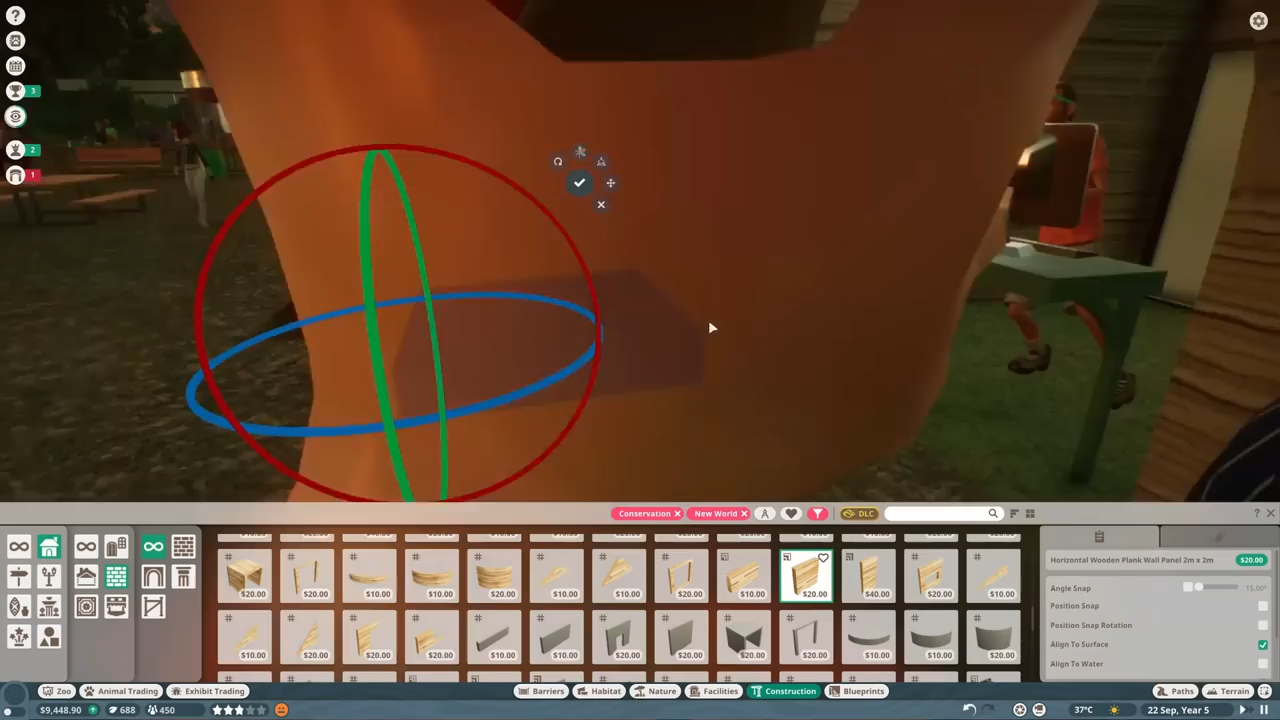 3
2
1
Conservation ✕ New World ✕ DLC ?
$20.00 $20.00 $10.00 $10.00 $20.00 $10.00 $20.00 $20.00 $10.00 $20.00 $40.00 $20.00 $10.00
$10.00 $20.00 $20.00 $20.00 $10.00 $20.00 $20.00 $20.00 $20.00 $10.00 $10.00 $20.00 $20.00
Horizontal Wooden Plank Wall Panel 2m x 2m $20.00
Angle Snap 15.00°
Position Snap
Position Snap Rotation
Align To Surface
Align To Water
Zoo Animal Trading Exhibit Trading Barriers Habitat Nature Facilities Construction Blueprints Paths Terrain
$9,448.90 688 450 37°C 22 Sep, Year 5